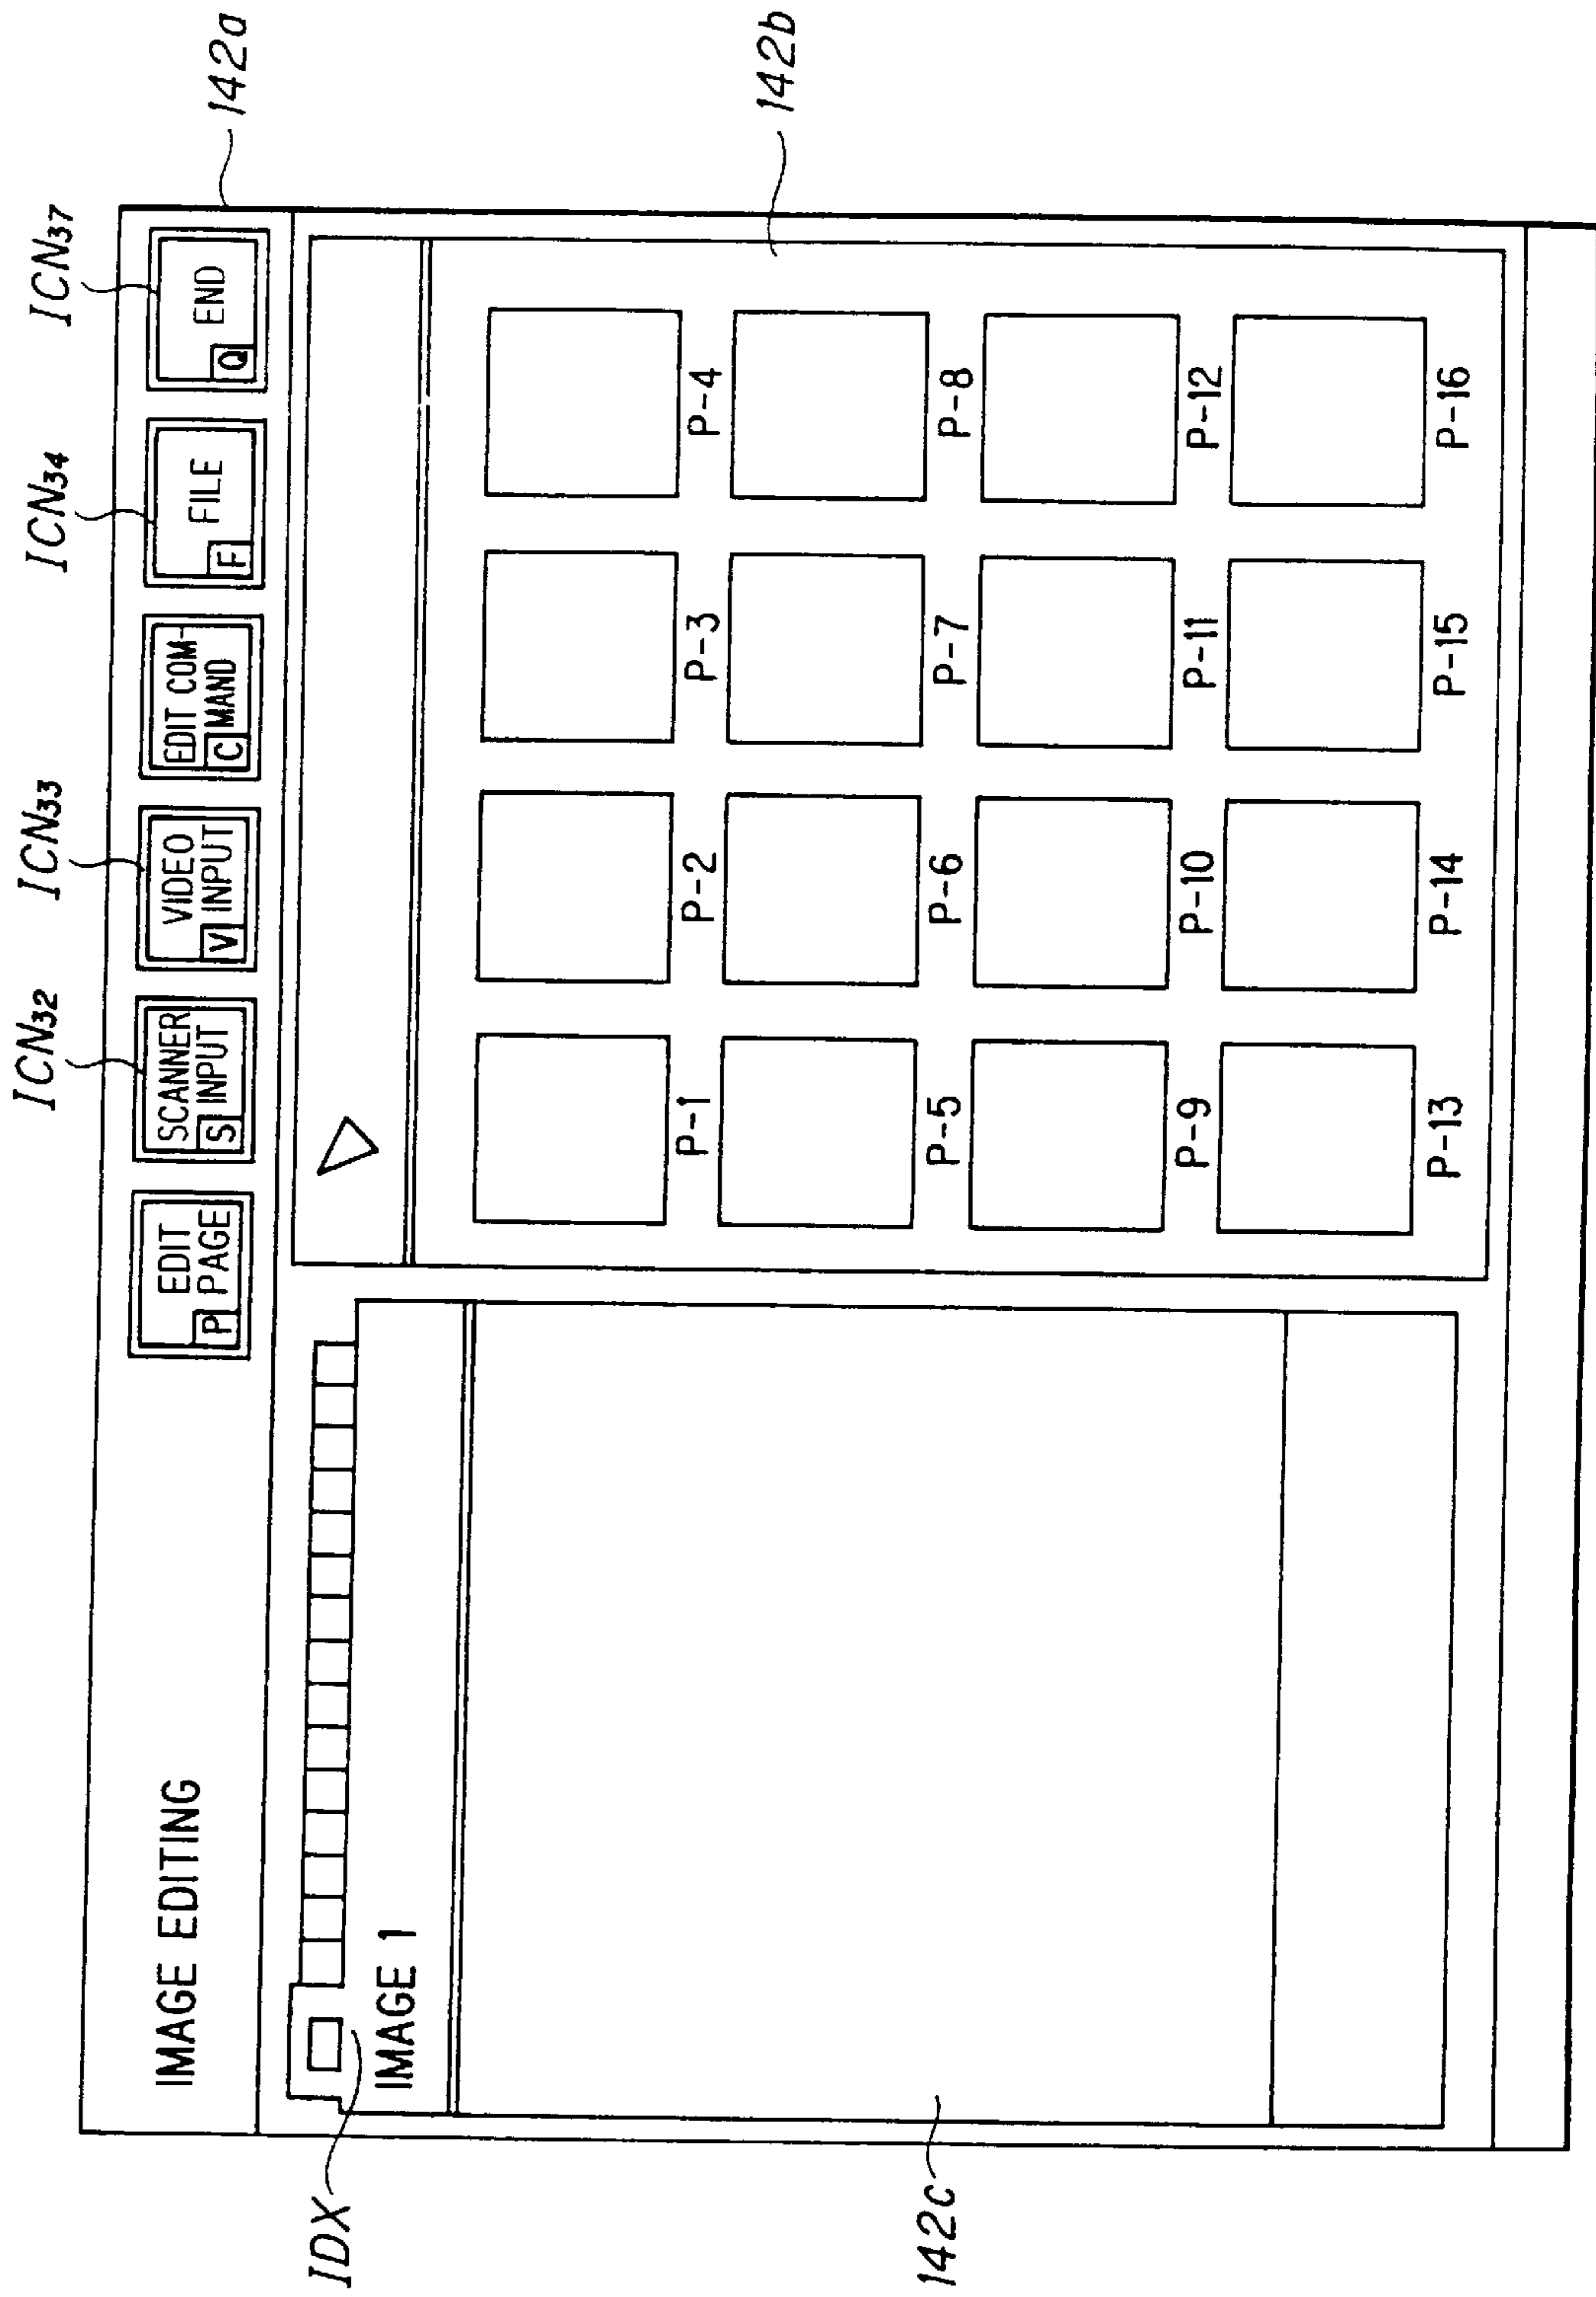 ICN32
ICN33
ICN34
ICN37
142a
IMAGE EDITING
EDIT
P PAGE
SCANNER
S INPUT
VIDEO
V INPUT
EDIT COM-
C MAND
FILE
F
END
Q
IDX
IMAGE 1
P-1 P-2 P-3 P-4
142b
P-5 P-6 P-7 P-8
P-9 P-10 P-11 P-12
P-13 P-14 P-15 P-16
142c